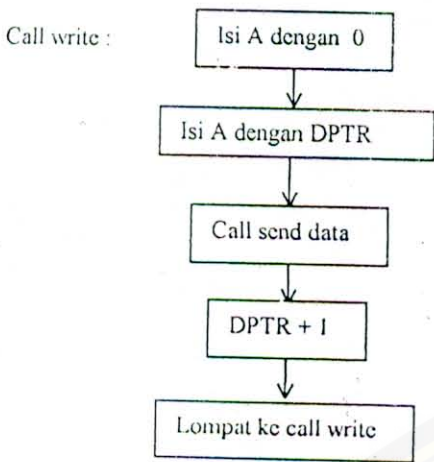 Call write :
Isi A dengan 0
Isi A dengan DPTR
Call send data
DPTR + 1
Lompat ke call write